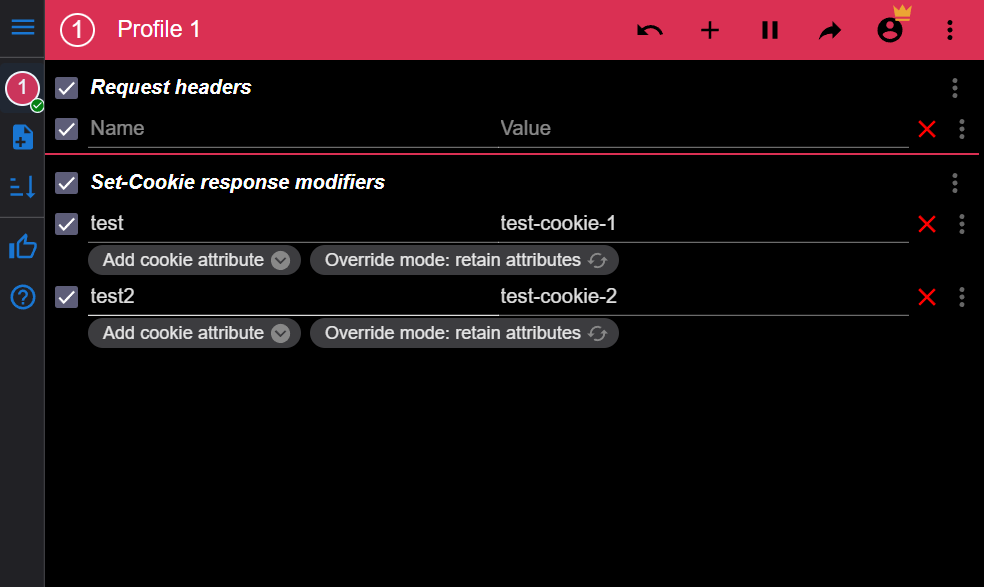 1 Profile 1
1
Request headers
Name Value
Set-Cookie response modifiers
test test-cookie-1
Add cookie attribute Override mode: retain attributes
test2 test-cookie-2
Add cookie attribute Override mode: retain attributes
?